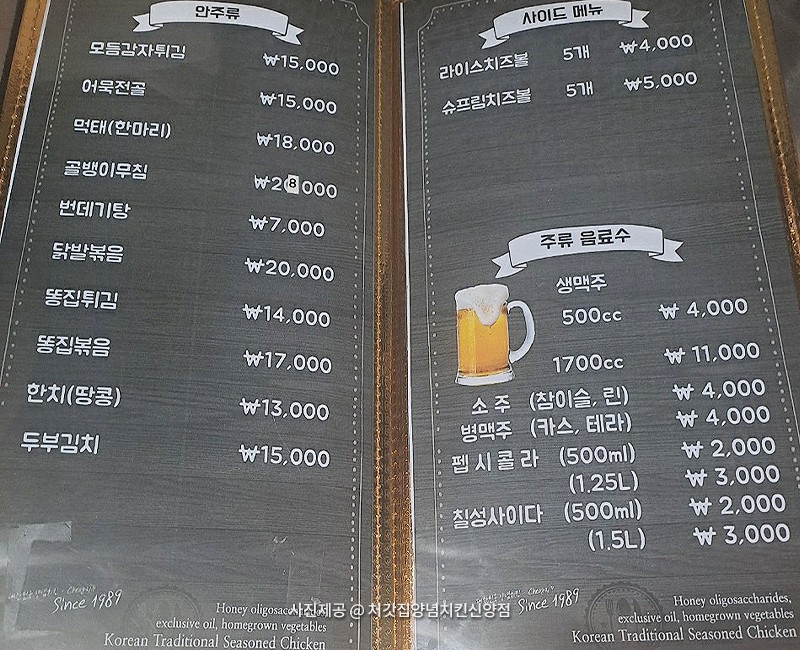 안주류
모듬감자튀김 ₩15,000
어묵전골 ₩15,000
먹태(한마리) ₩18,000
골뱅이무침 ₩28000
번데기탕 ₩7,000
닭발볶음 ₩20,000
똥집튀김 ₩14,000
똥집볶음 ₩17,000
한치(땅콩) ₩13,000
두부김치 ₩15,000
Since 1989
Honey oligosaccharides,
exclusive oil, homegrown vegetables
Korean Traditional Seasoned Chicken
사이드 메뉴
라이스치즈볼 5개 ₩4,000
슈프림치즈볼 5개 ₩5,000
주류 음료수
생맥주
500cc ₩ 4,000
1700cc ₩ 11,000
소 주 (참이슬, 린) ₩ 4,000
병맥주 (카스, 테라) ₩ 4,000
펩 시 콜 라 (500ml) ₩ 2,000
(1.25L) ₩ 3,000
칠성사이다 (500ml) ₩ 2,000
(1.5L) ₩ 3,000
Since 1989
Honey oligosaccharides,
exclusive oil, homegrown vegetables
Korean Traditional Seasoned Chicken
사진제공 @ 처갓집양념치킨신양점